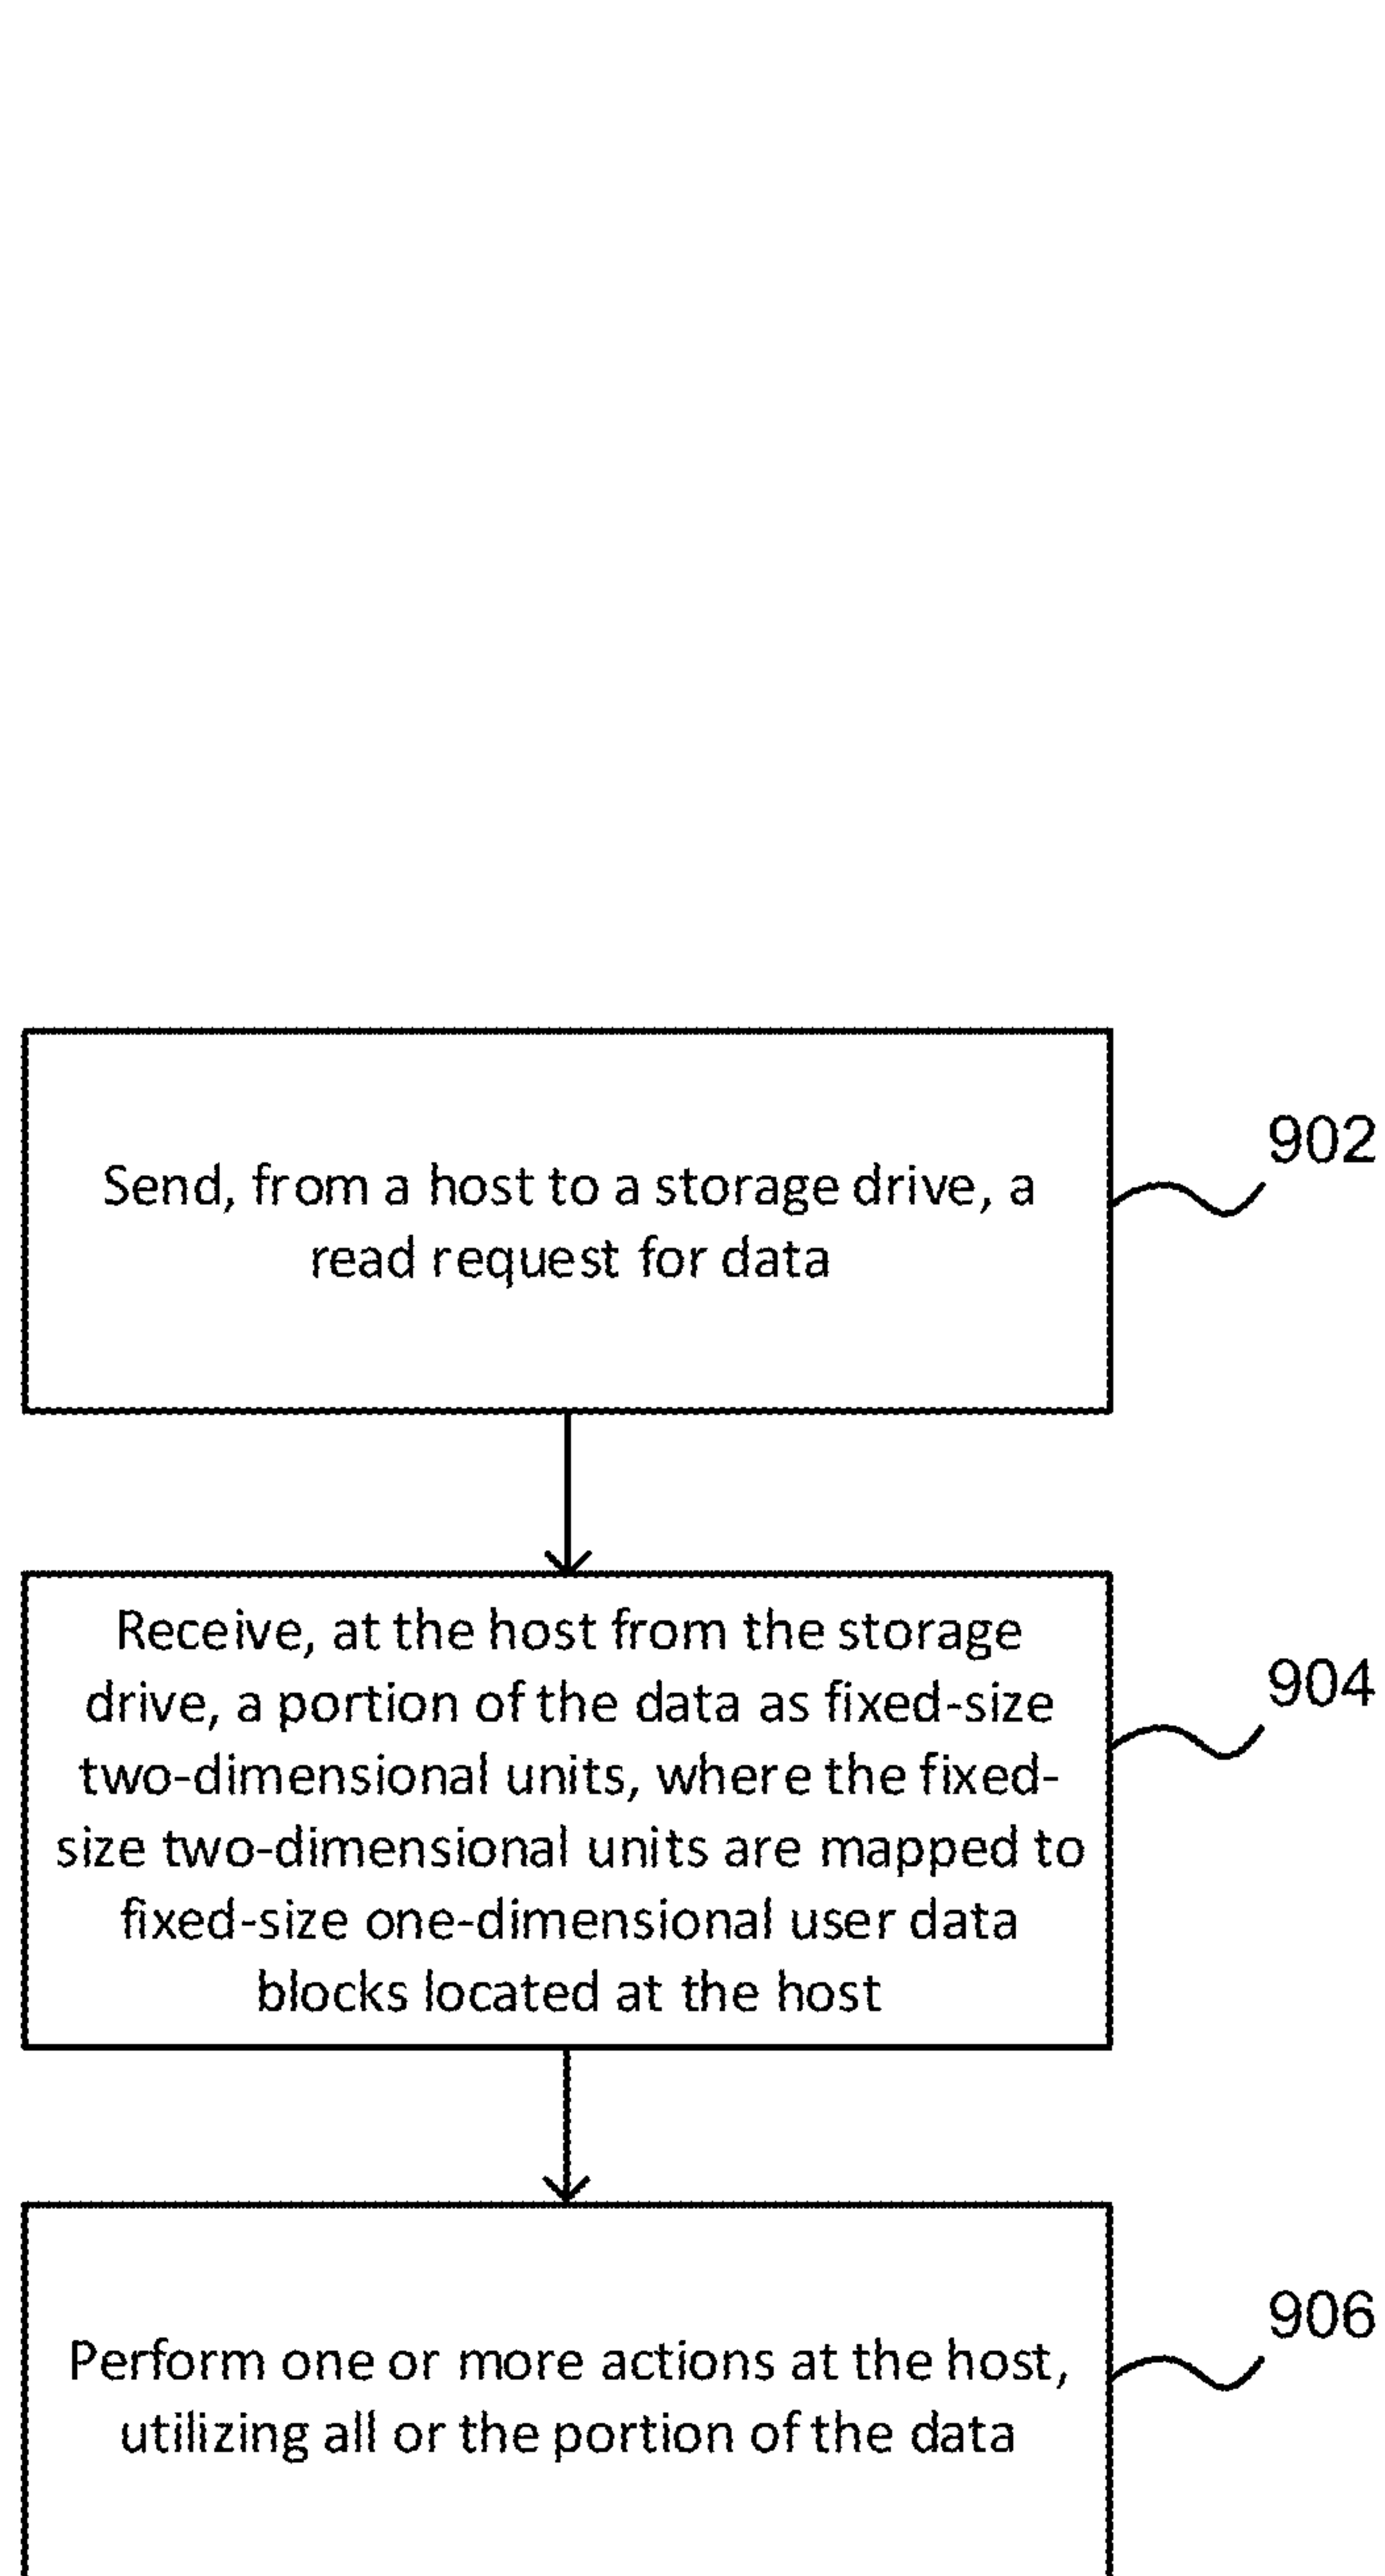 Send, from a host to a storage drive, a
read request for data
902
Receive, at the host from the storage
drive, a portion of the data as fixed-size
two-dimensional units, where the fixed-
size two-dimensional units are mapped to
fixed-size one-dimensional user data
blocks located at the host
904
Perform one or more actions at the host,
utilizing all or the portion of the data
906